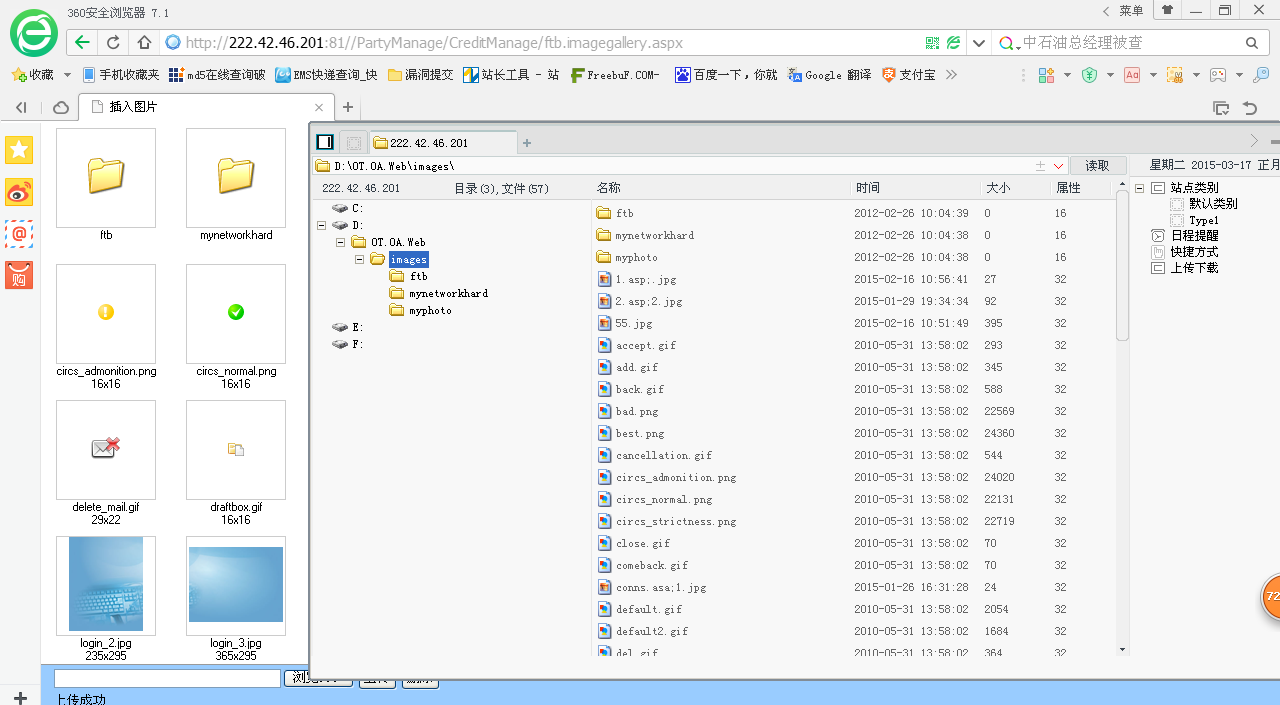 360安全浏览器 7.1
菜单
http://222.42.46.201:81//PartyManage/CreditManage/ftb.imagegallery.aspx
中石油总经理被查
收藏 手机收藏夹 md5在线查询破 EMS快件查询_快 漏洞提交 站长工具 - 站 FreebuF.COM- 百度一下，你就 Google 翻译 支付宝
插入图片
222.42.46.201
D:\OT.OA.Web\images\
读取
星期二 2015-03-17 正月
222.42.46.201 目录(3),文件(57) 名称 时间 大小 属性
C:
D:
OT.OA.Web
images
ftb
mynetworkhard
myphoto
E:
F:
ftb 2012-02-26 10:04:39 0 16
mynetworkhard 2012-02-26 10:04:38 0 16
myphoto 2012-02-26 10:04:38 0 16
1.asp;.jpg 2015-02-16 10:56:41 27 32
2.asp;2.jpg 2015-01-29 19:34:34 92 32
55.jpg 2015-02-16 10:51:49 395 32
accept.gif 2010-05-31 13:58:02 293 32
add.gif 2010-05-31 13:58:02 345 32
back.gif 2010-05-31 13:58:02 588 32
bad.png 2010-05-31 13:58:02 22569 32
best.png 2010-05-31 13:58:02 24360 32
cancellation.gif 2010-05-31 13:58:02 544 32
circs_admonition.png 2010-05-31 13:58:02 24020 32
circs_normal.png 2010-05-31 13:58:02 22131 32
circs_strictness.png 2010-05-31 13:58:02 22719 32
close.gif 2010-05-31 13:58:02 70 32
comeback.gif 2010-05-31 13:58:02 70 32
conns.asa;1.jpg 2015-01-26 16:31:28 24 32
default.gif 2010-05-31 13:58:02 2054 32
default2.gif 2010-05-31 13:58:02 1684 32
del.gif 2010-05-31 13:58:02 364 32
站点类别
默认类别
Type1
日程提醒
快捷方式
上传下载
购
72
ftb
mynetworkhard
circs_admonition.png
16x16
circs_normal.png
16x16
delete_mail.gif
29x22
draftbox.gif
16x16
login_2.jpg
235x295
login_3.jpg
365x295
浏览...
上传成功